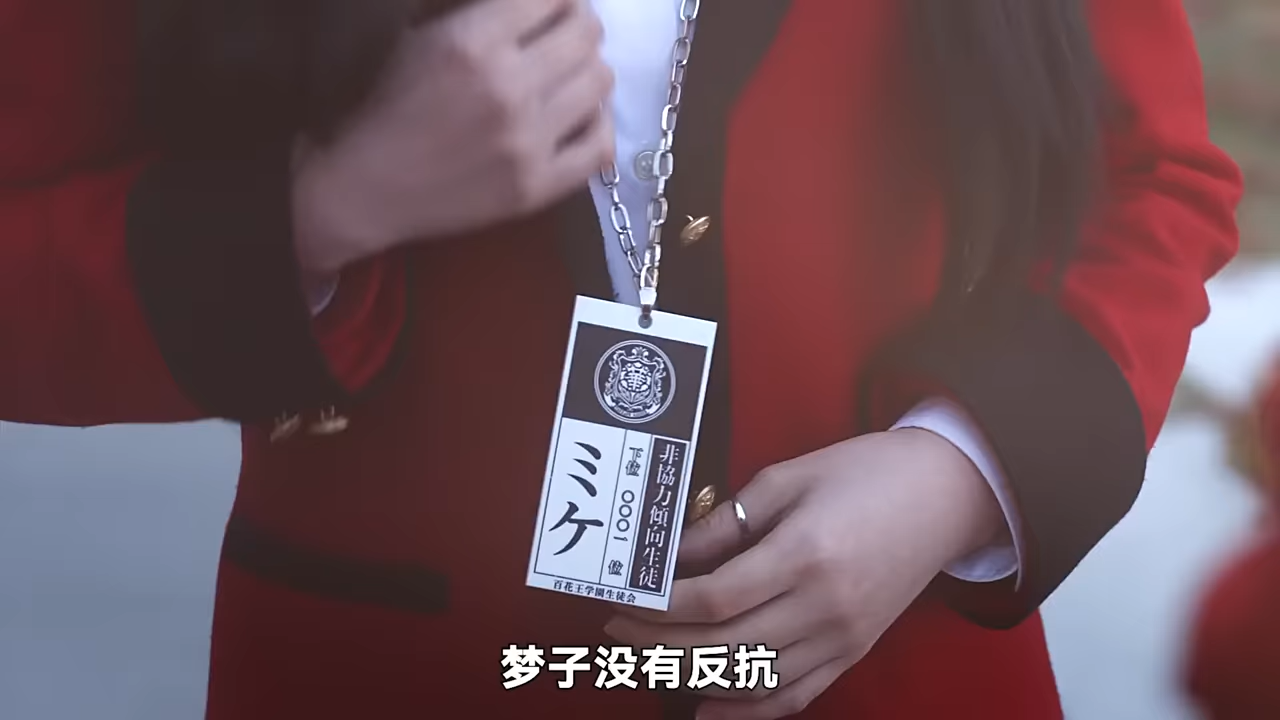 非協力傾向生徒
下位 〇〇〇一 位
ミケ
百花王学園生徒会
梦子没有反抗